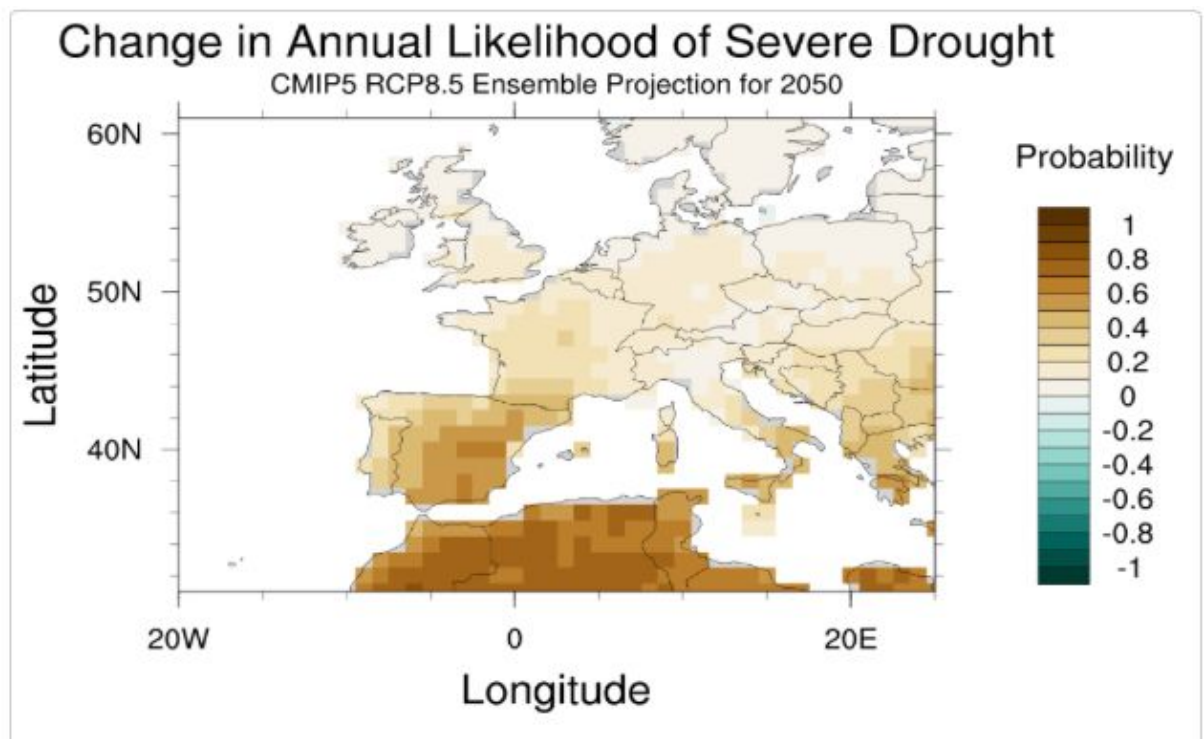 Change in Annual Likelihood of Severe Drought
CMIP5 RCP8.5 Ensemble Projection for 2050
60N
50N
40N
Latitude
20W
0
20E
Longitude
Probability
1
0.8
0.6
0.4
0.2
0
-0.2
-0.4
-0.6
-0.8
-1